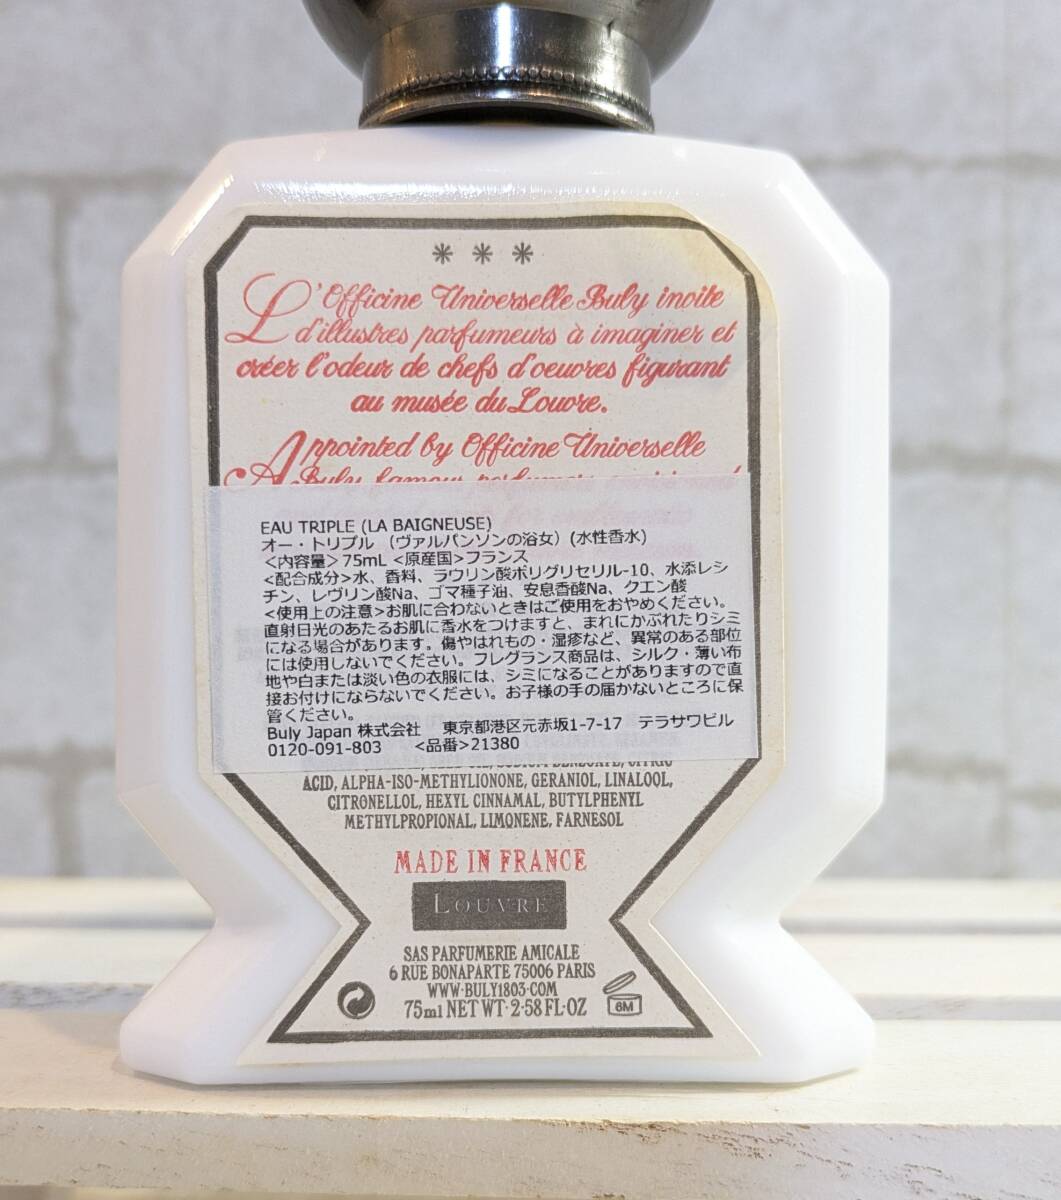 L'Officine Universelle Buly invite
d'illustres parfumeurs à imaginer et
créer l'odeur de chefs d'oeuvres figurant
au musée du Louvre.
Appointed by Officine Universelle
Buly famous parfumeurs
EAU TRIPLE (LA BAIGNEUSE)
オー・トリプル （ヴァルパンソンの浴女）(水性香水)
＜内容量＞75mL ＜原産国＞フランス
＜配合成分＞水、香料、ラウリン酸ポリグリセリル-10、水添レシ
チン、レヴリン酸Na、ゴマ種子油、安息香酸Na、クエン酸
＜使用上の注意＞お肌に合わないときはご使用をおやめください。
直射日光のあたるお肌に香水をつけますと、まれにかぶれたりシミ
になる場合があります。傷やはれもの・湿疹など、異常のある部位
には使用しないでください。フレグランス商品は、シルク・薄い布
地や白または淡い色の衣服には、シミになることがありますので直
接お付けにならないでください。お子様の手の届かないところに保
管ください。
Buly Japan 株式会社 東京都港区元赤坂1-7-17 テラサワビル
0120-091-803 ＜品番＞21380
SODIUM BENZOATE, CITRIC
ACID, ALPHA-ISO-METHYLIONONE, GERANIOL, LINALOOL,
CITRONELLOL, HEXYL CINNAMAL, BUTYLPHENYL
METHYLPROPIONAL, LIMONENE, FARNESOL
MADE IN FRANCE
LOUVRE
SAS PARFUMERIE AMICALE
6 RUE BONAPARTE 75006 PARIS
WWW·BULY1803·COM
75ml NET WT·2·58 FL·OZ
6M